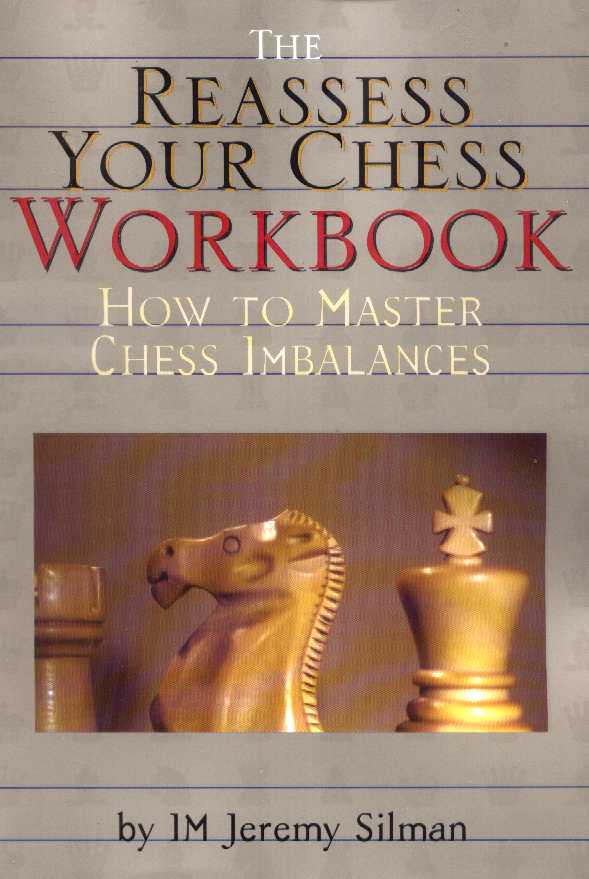 THE
REASSESS
YOUR CHESS
WORKBOOK
HOW TO MASTER
CHESS IMBALANCES
by IM Jeremy Silman